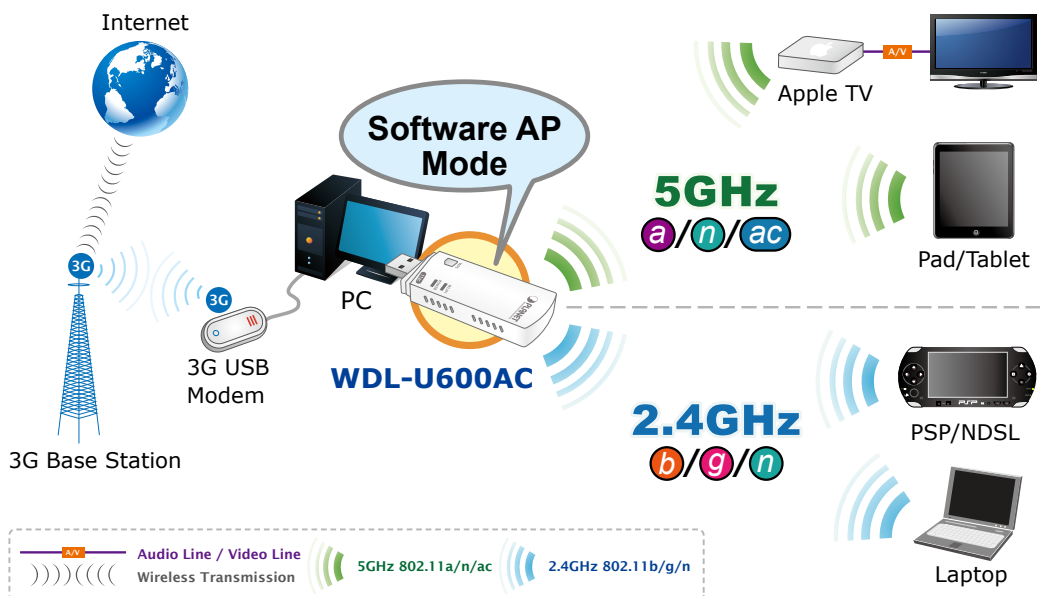 Internet
A/V
Apple TV
Software AP
Mode
5GHz
a/n/ac
3G
3G
PC
PLANET
Pad/Tablet
3G USB
Modem
WDL-U600AC
2.4GHz
b/g/n
PSP
PSP/NDSL
3G Base Station
A/V
Audio Line / Video Line
Wireless Transmission
5GHz 802.11a/n/ac
2.4GHz 802.11b/g/n
Laptop